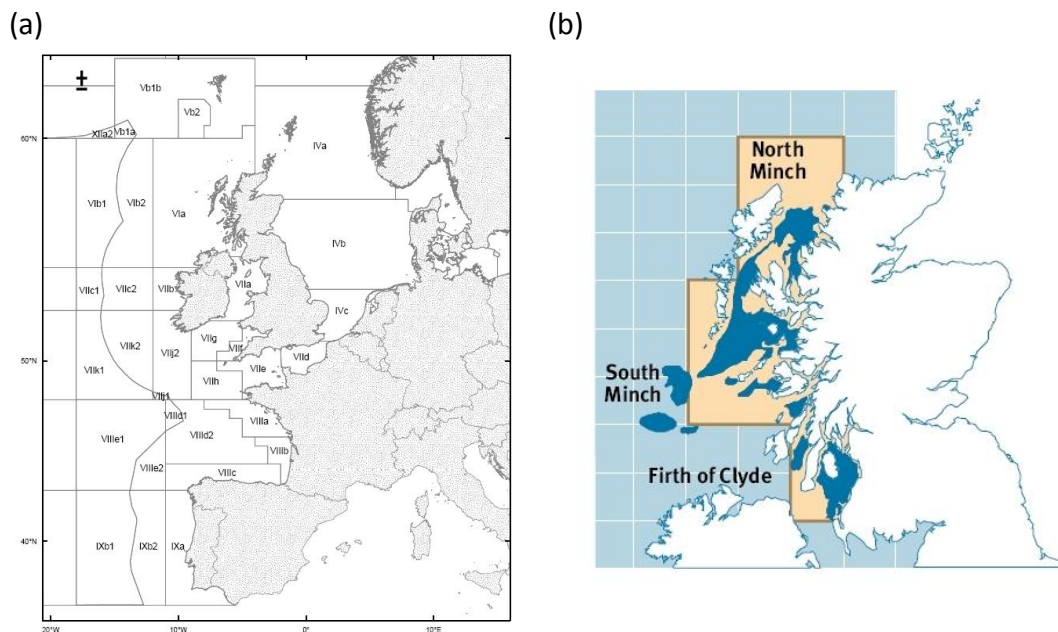 (a)
(b)
±
60°N
50°N
40°N
20°W
10°W
0°
10°E
Vb1b
Vb2
XIIa2
Vb1a
IVa
VIb1
VIb2
VIa
IVb
VIIc1
VIIc2
VIIb
VIIa
IVc
VIIk1
VIIk2
VIIj2
VIIg
VIIf
VIIe
VIId
VIIh
VIIj1
VIIId1
VIIIe1
VIIId2
VIIIa
VIIIb
VIIIe2
VIIIc
IXb1
IXb2
IXa
North
Minch
South
Minch
Firth of Clyde